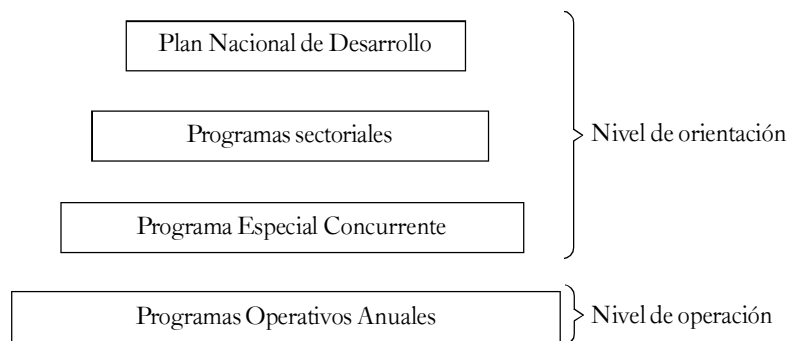 Plan Nacional de Desarrollo
Programas sectoriales
Nivel de orientación
Programa Especial Concurrente
Programas Operativos Anuales
Nivel de operación